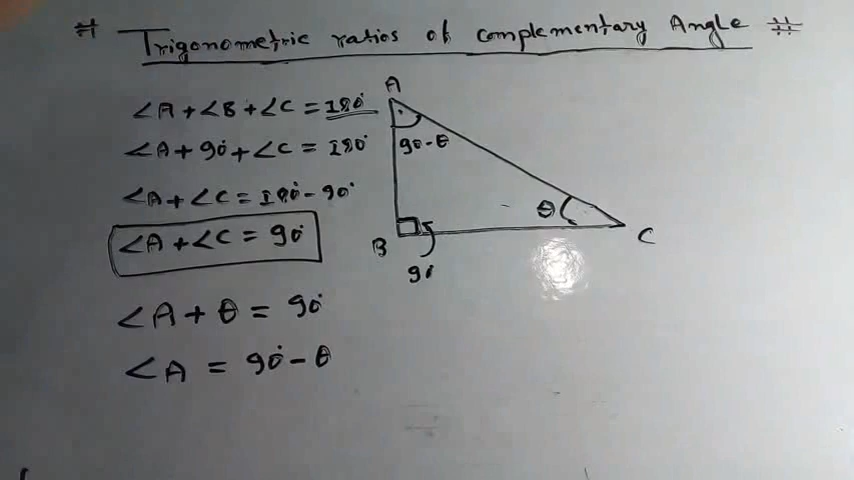 # Trigonometric ratios of complementary Angle #
∠A + ∠B + ∠C = 180°
∠A + 90° + ∠C = 180°
∠A + ∠C = 180° - 90°
∠A + ∠C = 90°
∠A + θ = 90°
∠A = 90° - θ
A
90 - θ
θ
B
C
90°